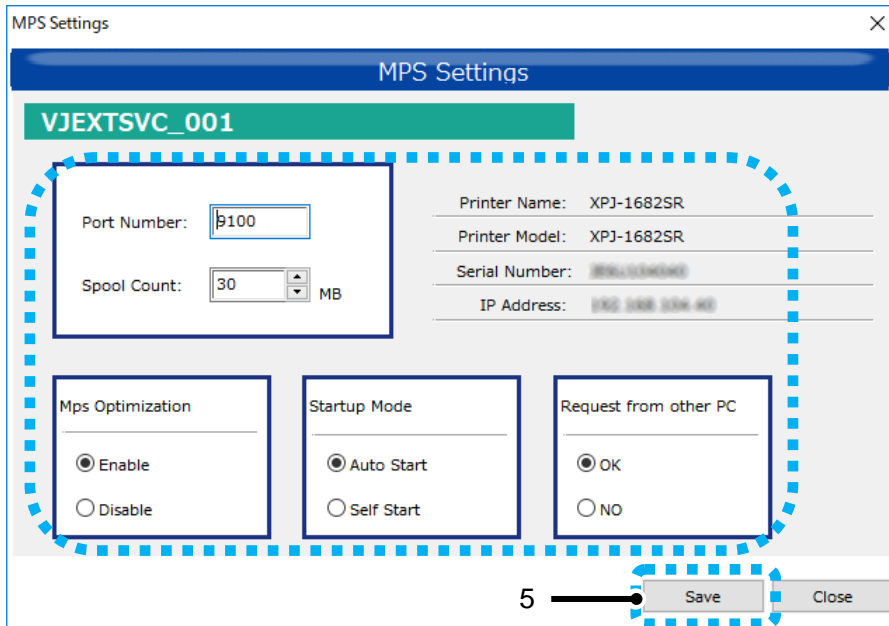 MPS Settings
MPS Settings
VJEXTSVC_001
Port Number: 9100
Spool Count: 30 MB
Printer Name: XPJ-1682SR
Printer Model: XPJ-1682SR
Serial Number:
IP Address:
Mps Optimization
Enable
Disable
Startup Mode
Auto Start
Self Start
Request from other PC
OK
NO
5
Save
Close